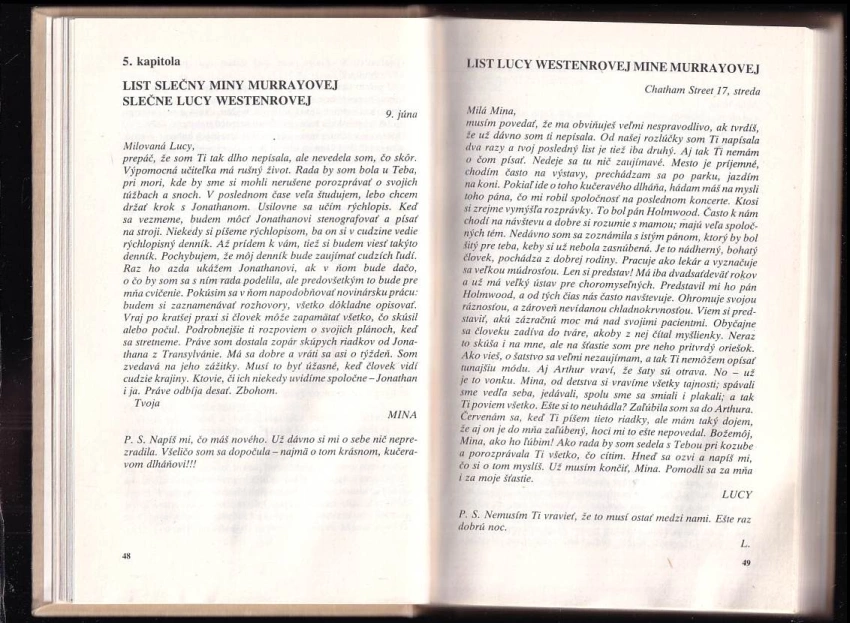 5. kapitola
LIST SLEČNY MINY MURRAYOVEJ
SLEČNE LUCY WESTENROVEJ
9. júna
Milovaná Lucy,
prepáč, že som Ti tak dlho nepísala, ale nevedela som, čo skôr.
Výpomocná učiteľka má rušný život. Rada by som bola u Teba,
pri mori, kde by sme si mohli nerušene porozprávať o svojich
túžbach a snoch. V poslednom čase veľa študujem, lebo chcem
držať krok s Jonathanom. Usilovne sa učím rýchlopis. Keď
sa vezmeme, budem môcť Jonathanovi stenografovať a písať
na stroji. Niekedy si píšeme rýchlopisom, ba on si v cudzine vedie
rýchlopisný denník. Až prídem k vám, tiež si budem viesť takýto
denník. Pochybujem, že môj denník bude zaujímať cudzích ľudí.
Raz ho azda ukážem Jonathanovi, ak v ňom bude dačo,
o čo by som sa s ním rada podelila, ale predovšetkým to bude pre
mňa cvičenie. Pokúsim sa v ňom napodobňovať novinársku prácu:
budem si zaznamenávať rozhovory, všetko dôkladne opisovať.
Vraj po kratšej praxi si človek môže zapamätať všetko, čo skúsil
alebo počul. Podrobnejšie ti rozpoviem o svojich plánoch, keď
sa stretneme. Práve som dostala zopár skúpych riadkov od Jona-
thana z Transylvánie. Má sa dobre a vráti sa asi o týždeň. Som
zvedavá na jeho zážitky. Musí to byť úžasné, keď človek vidí
cudzie krajiny. Ktovie, či ich niekedy uvidíme spoločne – Jonathan
i ja. Práve odbíja desať. Zbohom.
Tvoja
MINA
P. S. Napíš mi, čo máš nového. Už dávno si mi o sebe nič nepre-
zradila. Všeličo som sa dopočula – najmä o tom krásnom, kučera-
vom dlháňovi!!!
48
LIST LUCY WESTENROVEJ MINE MURRAYOVEJ
Chatham Street 17, streda
Milá Mina,
musím povedať, že ma obviňuješ veľmi nespravodlivo, ak tvrdíš,
že už dávno som ti nepísala. Od našej rozlúčky som Ti napísala
dva razy a tvoj posledný list je tiež iba druhý. Aj tak Ti nemám
o čom písať. Nedeje sa tu nič zaujímavé. Mesto je príjemné,
chodím často na výstavy, prechádzam sa po parku, jazdím
na koni. Pokiaľ ide o toho kučeravého dlháňa, hádam máš na mysli
toho pána, čo mi robil spoločnosť na poslednom koncerte. Ktosi
si zrejme vymýšľa rozprávky. To bol pán Holmwood. Často k nám
chodí na návštevu a dobre si rozumie s mamou; majú veľa spoloč-
ných tém. Nedávno som sa zoznámila s istým pánom, ktorý by bol
šitý pre teba, keby si už nebola zasnúbená. Je to nádherný, bohatý
človek, pochádza z dobrej rodiny. Pracuje ako lekár a vyznačuje
sa veľkou múdrosťou. Len si predstav! Má iba dvadsaťdeväť rokov
a už má veľký ústav pre choromyseľných. Predstavil mi ho pán
Holmwood, a od tých čias nás často navštevuje. Ohromuje svojou
ráznosťou, a zároveň nevídanou chladnokrvnosťou. Viem si pred-
staviť, akú zázračnú moc má nad svojimi pacientmi. Obyčajne
sa človeku zadíva do tváre, akoby z nej čítal myšlienky. Neraz
to skúša i na mne, ale na šťastie som pre neho pritvrdý oriešok.
Ako vieš, o šatstvo sa veľmi nezaujímam, a tak Ti nemôžem opísať
tunajšiu módu. Aj Arthur vraví, že šaty sú otrava. No – už
je to vonku. Mina, od detstva si vravíme všetky tajnosti; spávali
sme vedľa seba, jedávali, spolu sme sa smiali i plakali; a tak
Ti poviem všetko. Ešte si to neuhádla? Zaľúbila som sa do Arthura.
Červenám sa, keď Ti píšem tieto riadky, ale mám taký dojem,
že aj on je do mňa zaľúbený, hoci mi to ešte nepovedal. Božemôj,
Mina, ako ho ľúbim! Ako rada by som sedela s Tebou pri kozube
a porozprávala Ti všetko, čo cítim. Hneď sa ozvi a napíš mi,
čo si o tom myslíš. Už musím končiť, Mina. Pomodli sa za mňa
i za moje šťastie.
LUCY
P. S. Nemusím Ti vravieť, že to musí ostať medzi nami. Ešte raz
dobrú noc.
L.
49